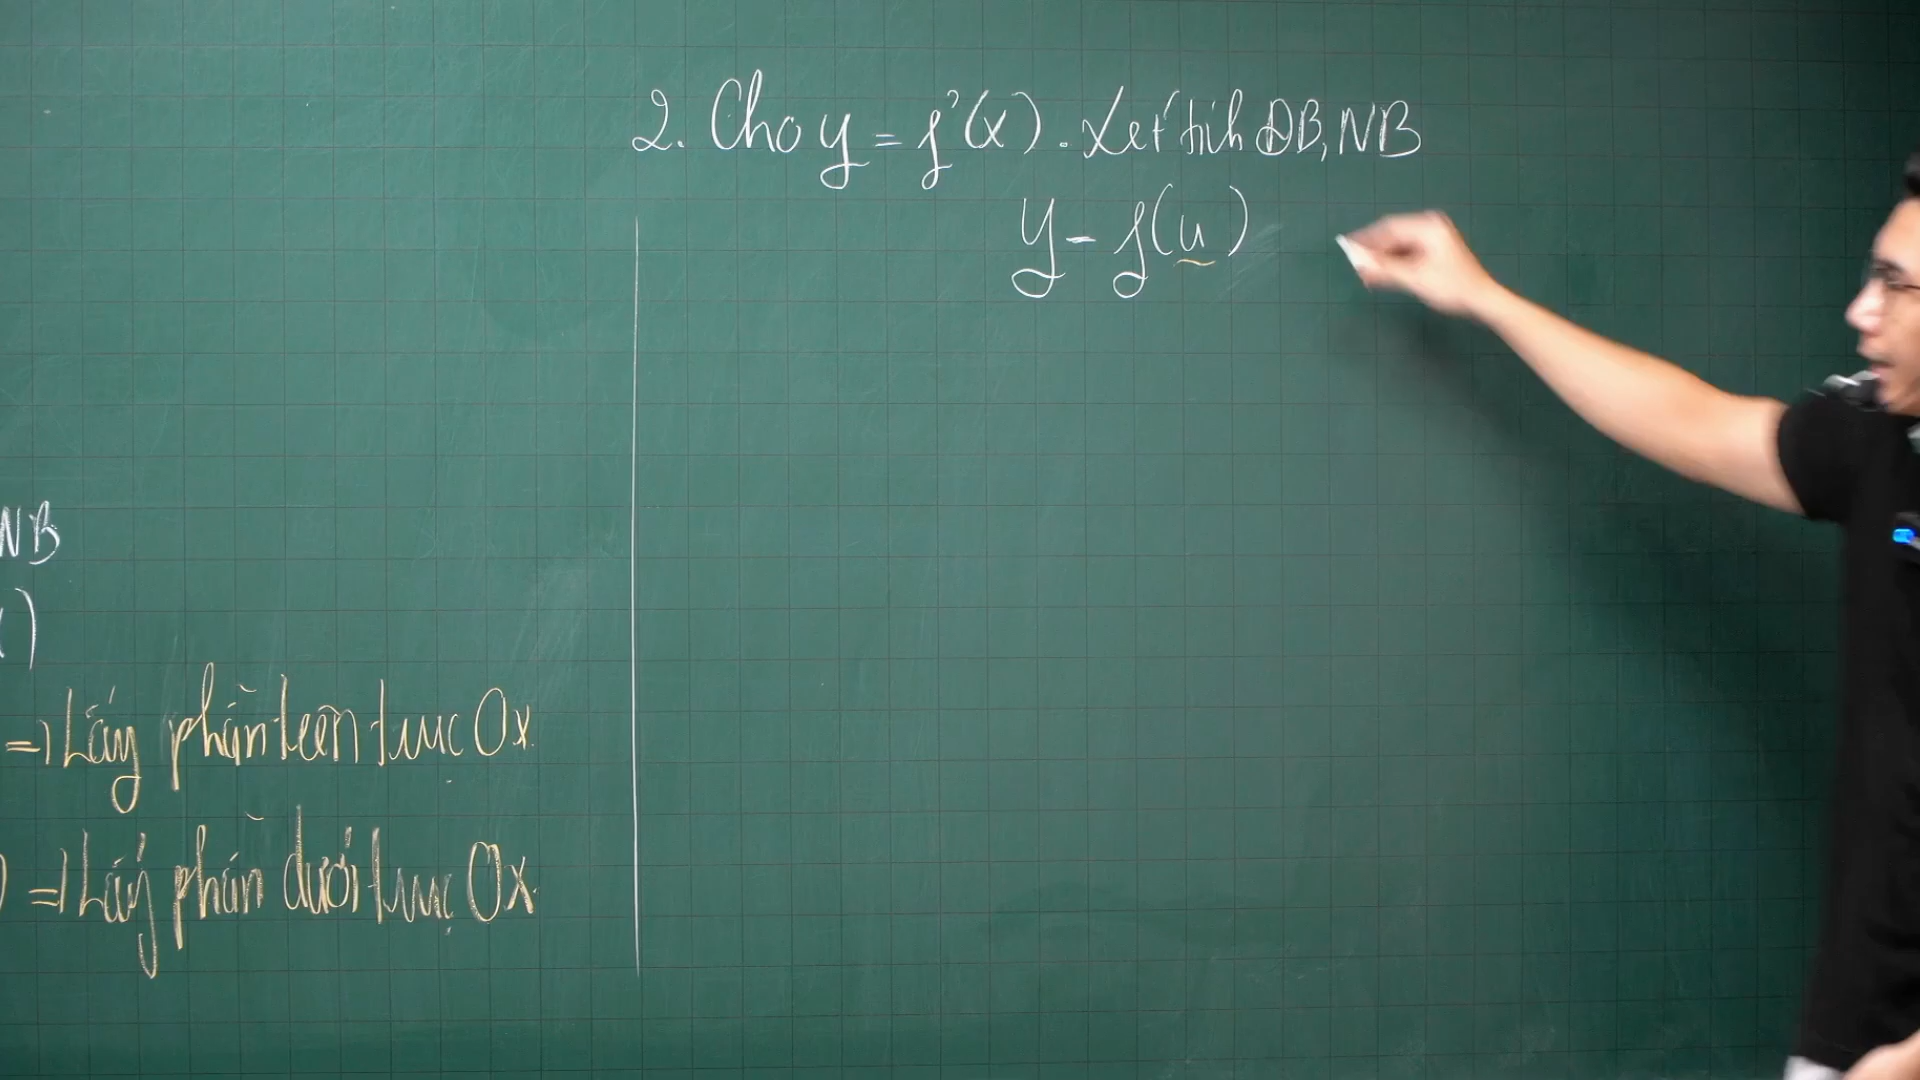 NB
)
=> Lấy phần trên trục Ox.
) => Lấy phần dưới trục Ox.
2. Cho y = f'(x). Xét tính ĐB, NB
y = f(u)